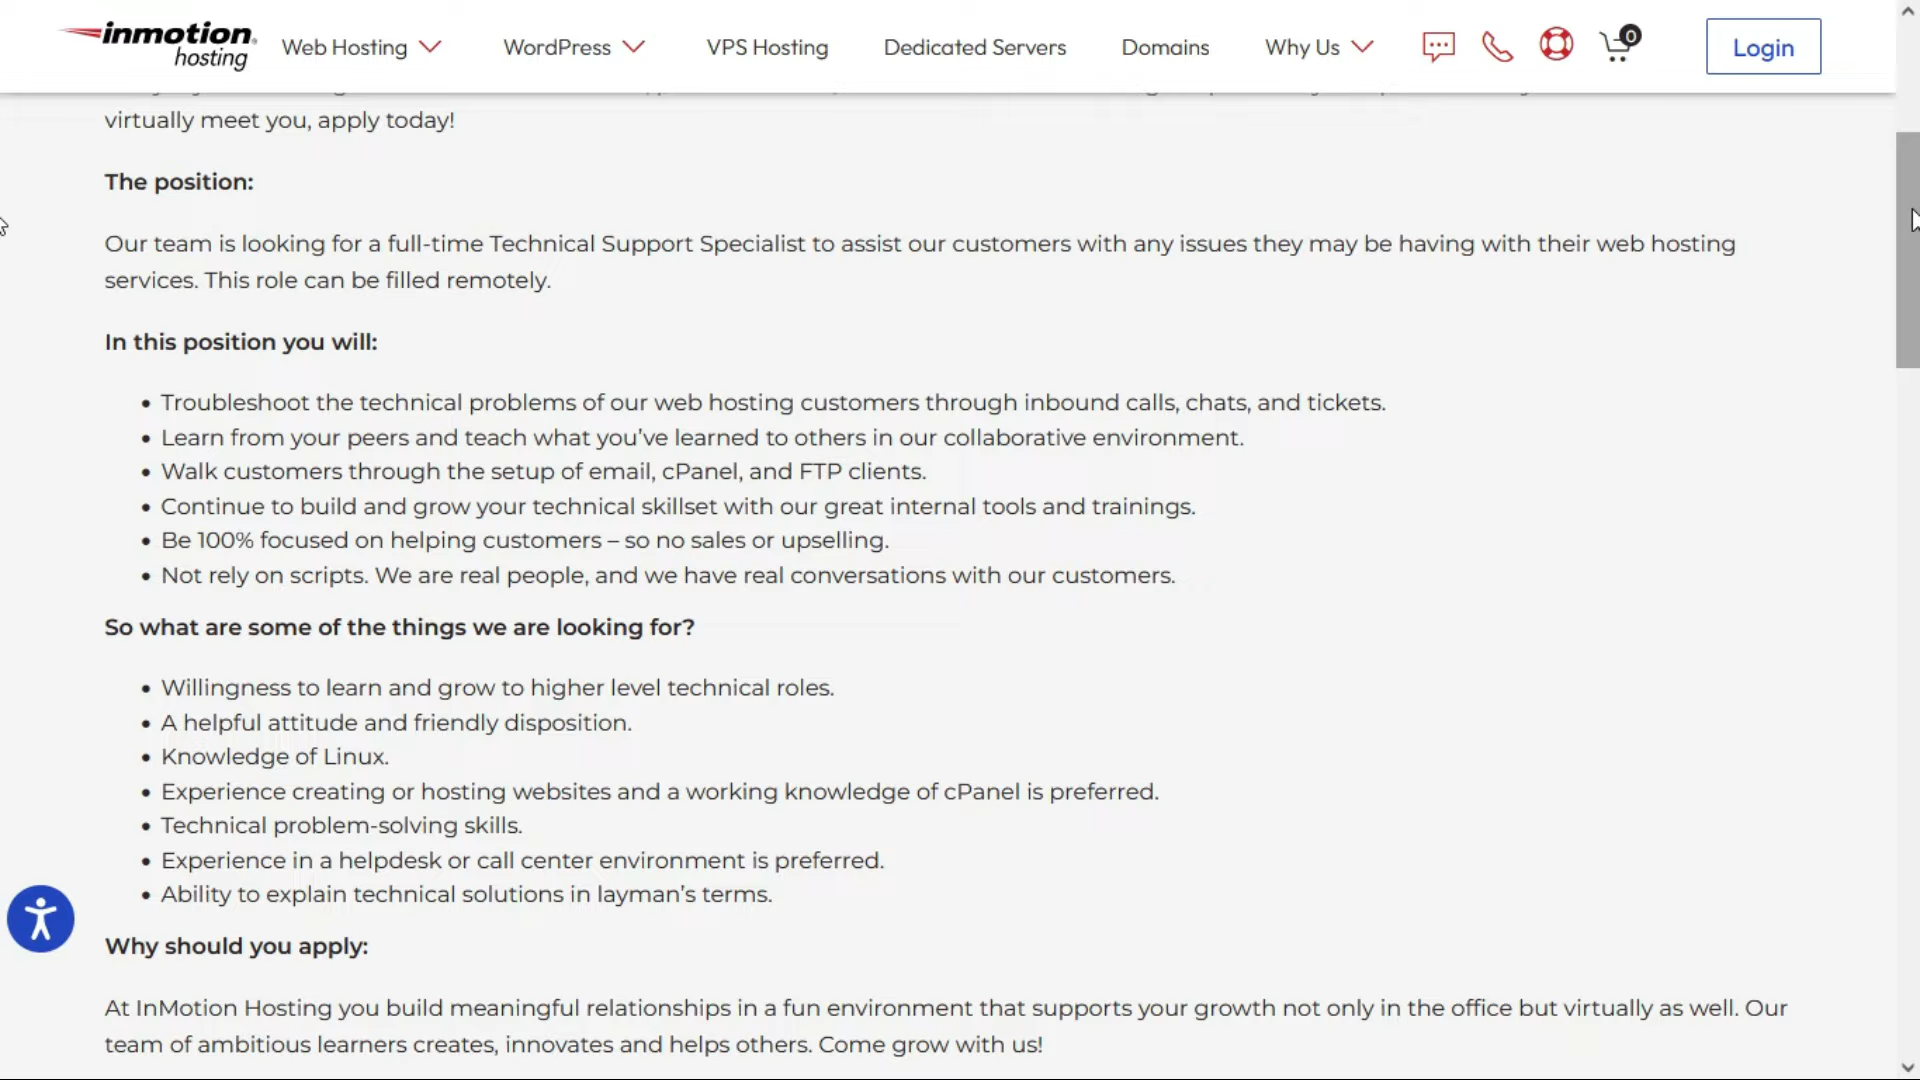 inmotion hosting
Web Hosting
WordPress
VPS Hosting
Dedicated Servers
Domains
Why Us
0
Login
virtually meet you, apply today!
The position:
Our team is looking for a full-time Technical Support Specialist to assist our customers with any issues they may be having with their web hosting
services. This role can be filled remotely.
In this position you will:
• Troubleshoot the technical problems of our web hosting customers through inbound calls, chats, and tickets.
• Learn from your peers and teach what you’ve learned to others in our collaborative environment.
• Walk customers through the setup of email, cPanel, and FTP clients.
• Continue to build and grow your technical skillset with our great internal tools and trainings.
• Be 100% focused on helping customers – so no sales or upselling.
• Not rely on scripts. We are real people, and we have real conversations with our customers.
So what are some of the things we are looking for?
• Willingness to learn and grow to higher level technical roles.
• A helpful attitude and friendly disposition.
• Knowledge of Linux.
• Experience creating or hosting websites and a working knowledge of cPanel is preferred.
• Technical problem-solving skills.
• Experience in a helpdesk or call center environment is preferred.
• Ability to explain technical solutions in layman’s terms.
Why should you apply:
At InMotion Hosting you build meaningful relationships in a fun environment that supports your growth not only in the office but virtually as well. Our
team of ambitious learners creates, innovates and helps others. Come grow with us!